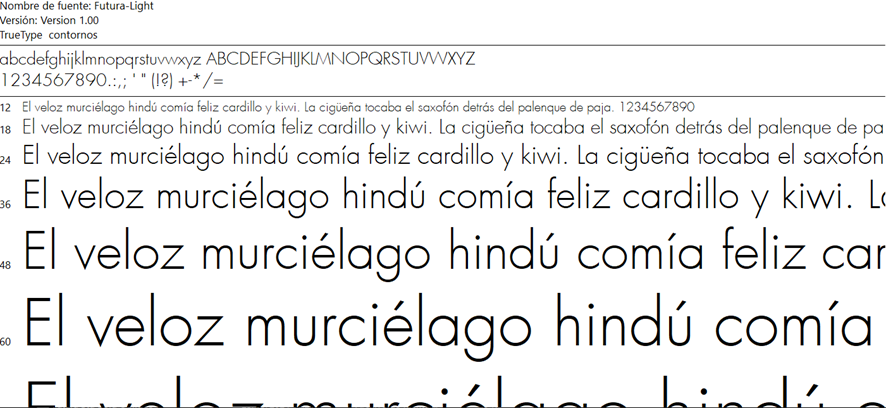 Nombre de fuente: Futura-Light
Versión: Version 1.00
TrueType contornos
abcdefghijklmnopqrstuvwxyz ABCDEFGHIJKLMNOPQRSTUVWXYZ
1234567890.:,; ' " (!?) +-*/=
12 El veloz murciélago hindú comía feliz cardillo y kiwi. La cigüeña tocaba el saxofón detrás del palenque de paja. 1234567890
18 El veloz murciélago hindú comía feliz cardillo y kiwi. La cigüeña tocaba el saxofón detrás del palenque de pa
24 El veloz murciélago hindú comía feliz cardillo y kiwi. La cigüeña tocaba el saxofón
36 El veloz murciélago hindú comía feliz cardillo y kiwi. L
48 El veloz murciélago hindú comía feliz car
60 El veloz murciélago hindú comía
El veloz murciélago hindú